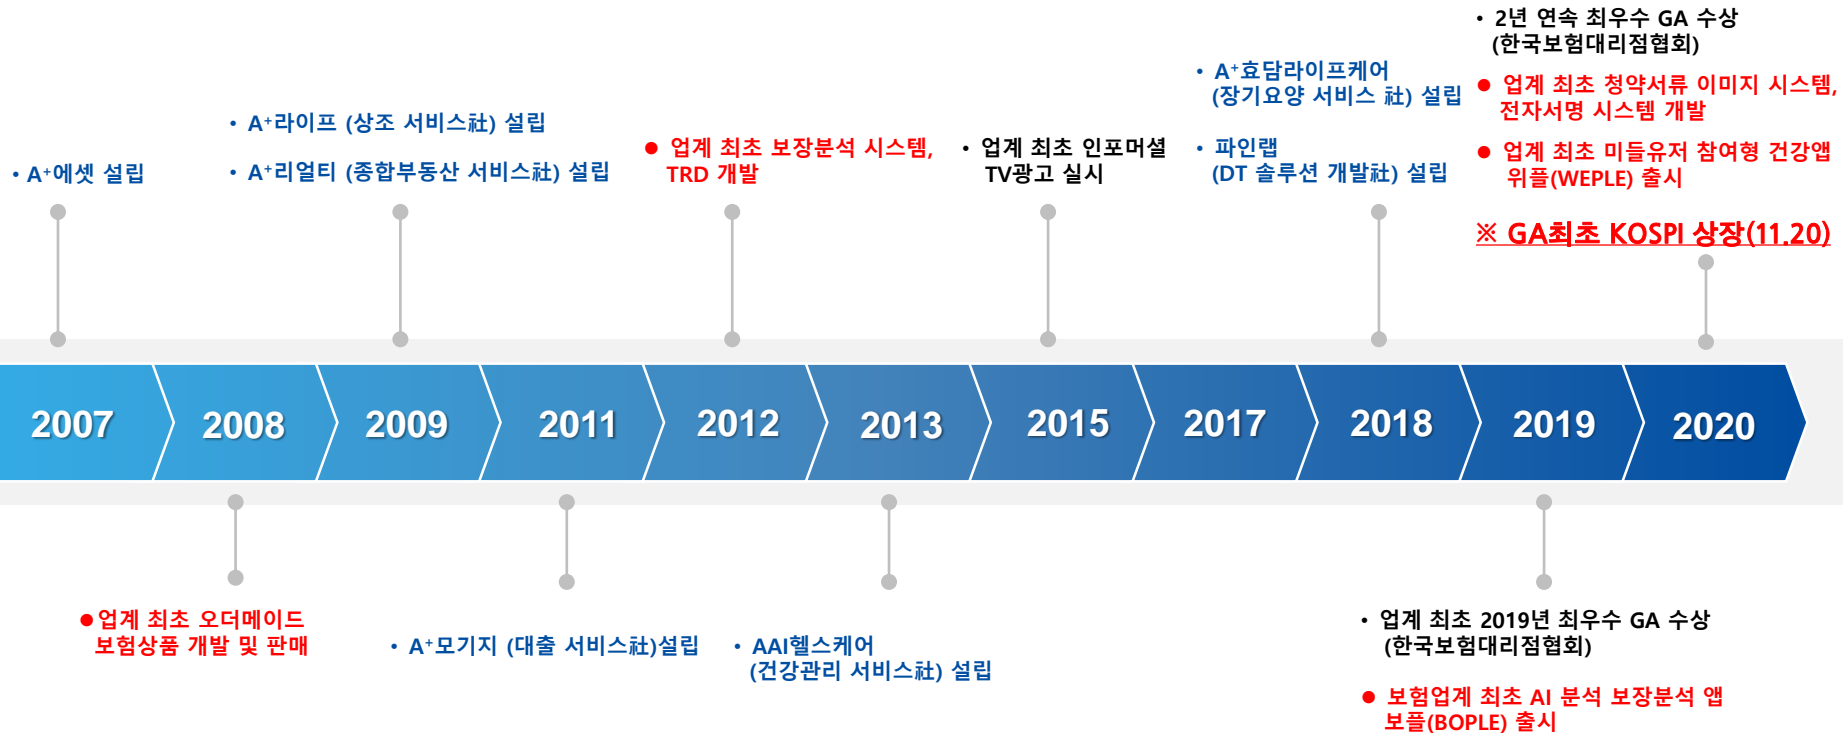 • A⁺에셋 설립
• A⁺라이프 (상조 서비스社) 설립
• A⁺리얼티 (종합부동산 서비스社) 설립
● 업계 최초 보장분석 시스템,
TRD 개발
• 업계 최초 인포머셜
TV광고 실시
• A⁺효담라이프케어
(장기요양 서비스 社) 설립
• 파인랩
(DT 솔루션 개발社) 설립
• 2년 연속 최우수 GA 수상
(한국보험대리점협회)
● 업계 최초 청약서류 이미지 시스템,
전자서명 시스템 개발
● 업계 최초 미들유저 참여형 건강앱
위플(WEPLE) 출시
※ GA최초 KOSPI 상장(11.20)
2007
2008
2009
2011
2012
2013
2015
2017
2018
2019
2020
● 업계 최초 오더메이드
보험상품 개발 및 판매
• A⁺모기지 (대출 서비스社)설립
• AAI헬스케어
(건강관리 서비스社) 설립
• 업계 최초 2019년 최우수 GA 수상
(한국보험대리점협회)
● 보험업계 최초 AI 분석 보장분석 앱
보플(BOPLE) 출시